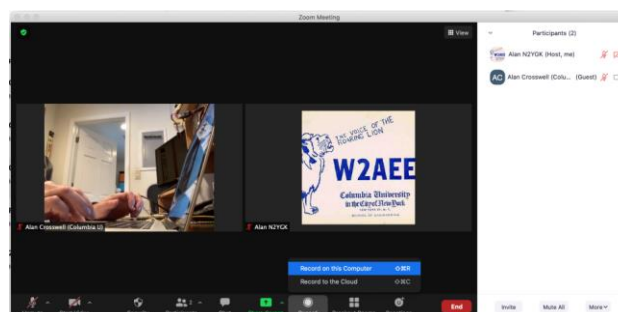 Zoom Meeting
View
Participants (2)
Alan N2YGK (Host, me)
AC
Alan Crosswell (Colu... (Guest)
THE VOICE OF THE
ROARING LION
W2AEE
Columbia University
in the City of New York
Alan Crosswell (Columbia U)
Alan N2YGK
Record on this Computer ⇧⌘R
Record to the Cloud ⇧⌘C
End
Invite
Mute All
More